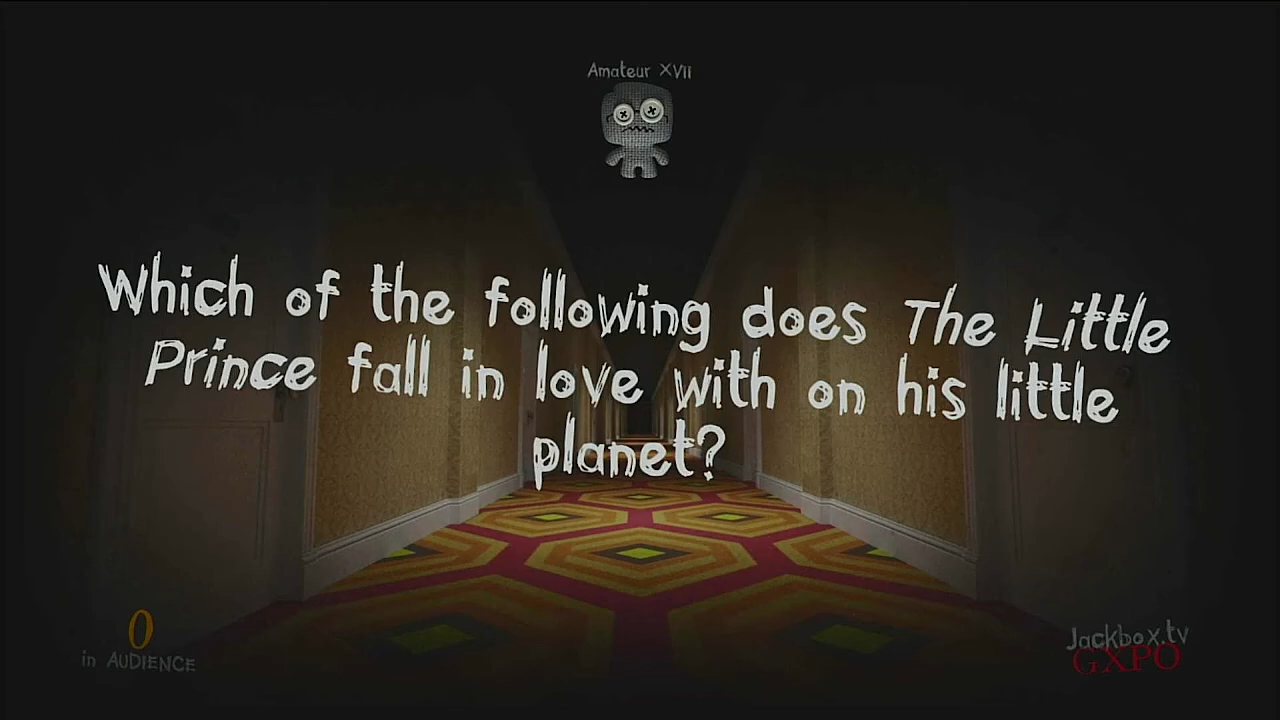 Amateur XVII
Which of the following does The Little
Prince fall in love with on his little
planet?
0
in AUDIENCE
Jackbox.tv
GXPO